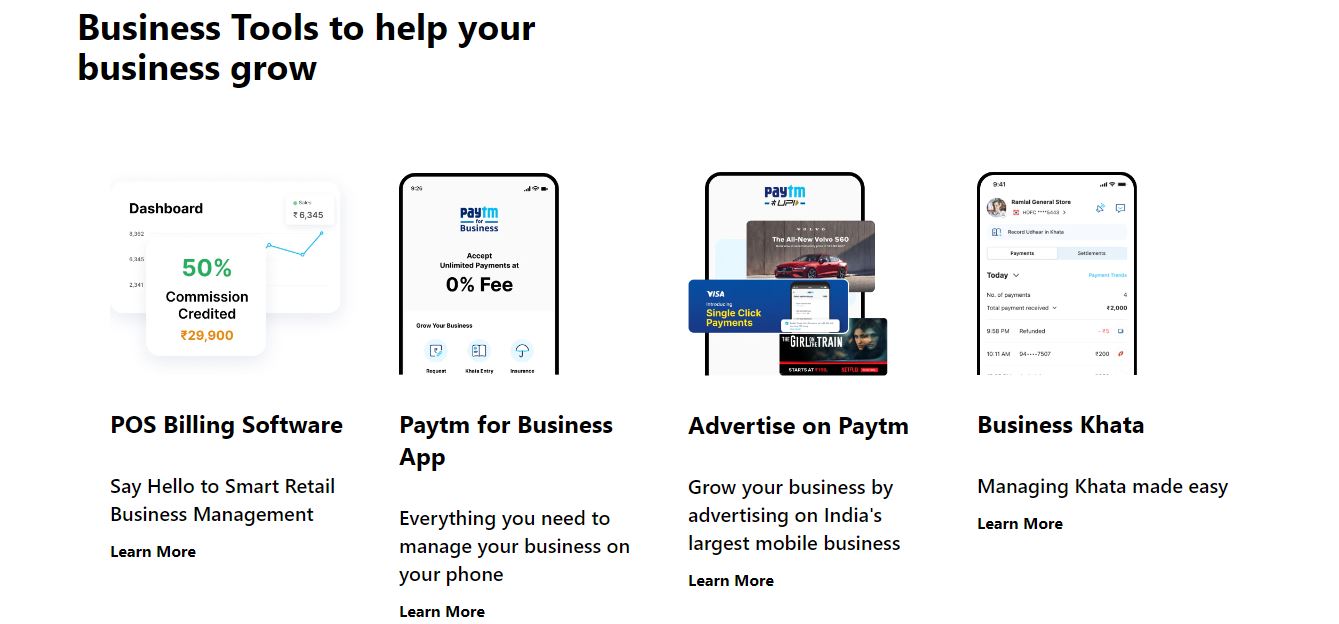 Business Tools to help your
business grow
Dashboard
Sales
₹ 6,345
8,392
6,345
2,341
50%
Commission
Credited
₹29,900
POS Billing Software
Say Hello to Smart Retail
Business Management
Learn More
9:26
paytm
for
Business
Accept
Unlimited Payments at
0% Fee
Grow Your Business
Request
Khata Entry
Insurance
Paytm for Business
App
Everything you need to
manage your business on
your phone
Learn More
paytm
UPI
VOLVO
The All-New Volvo S60
VISA
Introducing
Single Click
Payments
THE GIRL ON THE TRAIN
STARTS AT ₹199
NETFLIX
Advertise on Paytm
Grow your business by
advertising on India's
largest mobile business
Learn More
9:41
Ramlal General Store
HDFC ****5443
Record Udhaar in Khata
Payments
Settlements
Today
Payment Trends
No. of payments
4
Total payment received
₹2,000
9:58 PM Refunded - ₹5
10:11 AM 94····7507 ₹200
Business Khata
Managing Khata made easy
Learn More